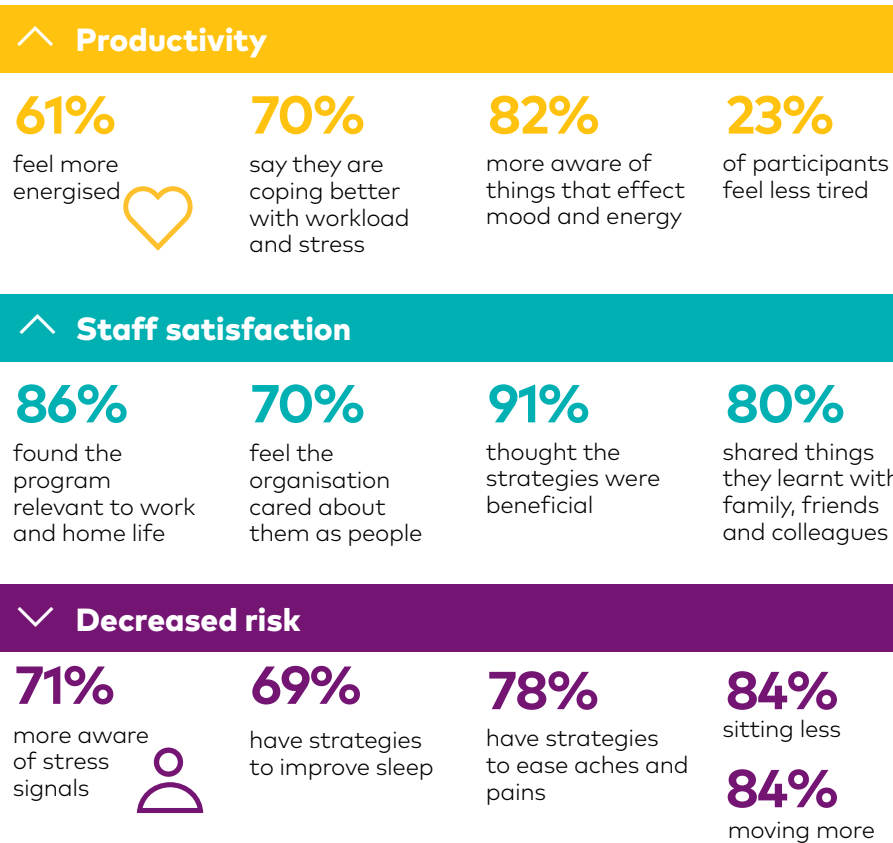 Productivity
61%
feel more
energised
70%
say they are
coping better
with workload
and stress
82%
more aware of
things that effect
mood and energy
23%
of participants
feel less tired
Staff satisfaction
86%
found the
program
relevant to work
and home life
70%
feel the
organisation
cared about
them as people
91%
thought the
strategies were
beneficial
80%
shared things
they learnt with
family, friends
and colleagues
Decreased risk
71%
more aware
of stress
signals
69%
have strategies
to improve sleep
78%
have strategies
to ease aches and
pains
84%
sitting less
84%
moving more